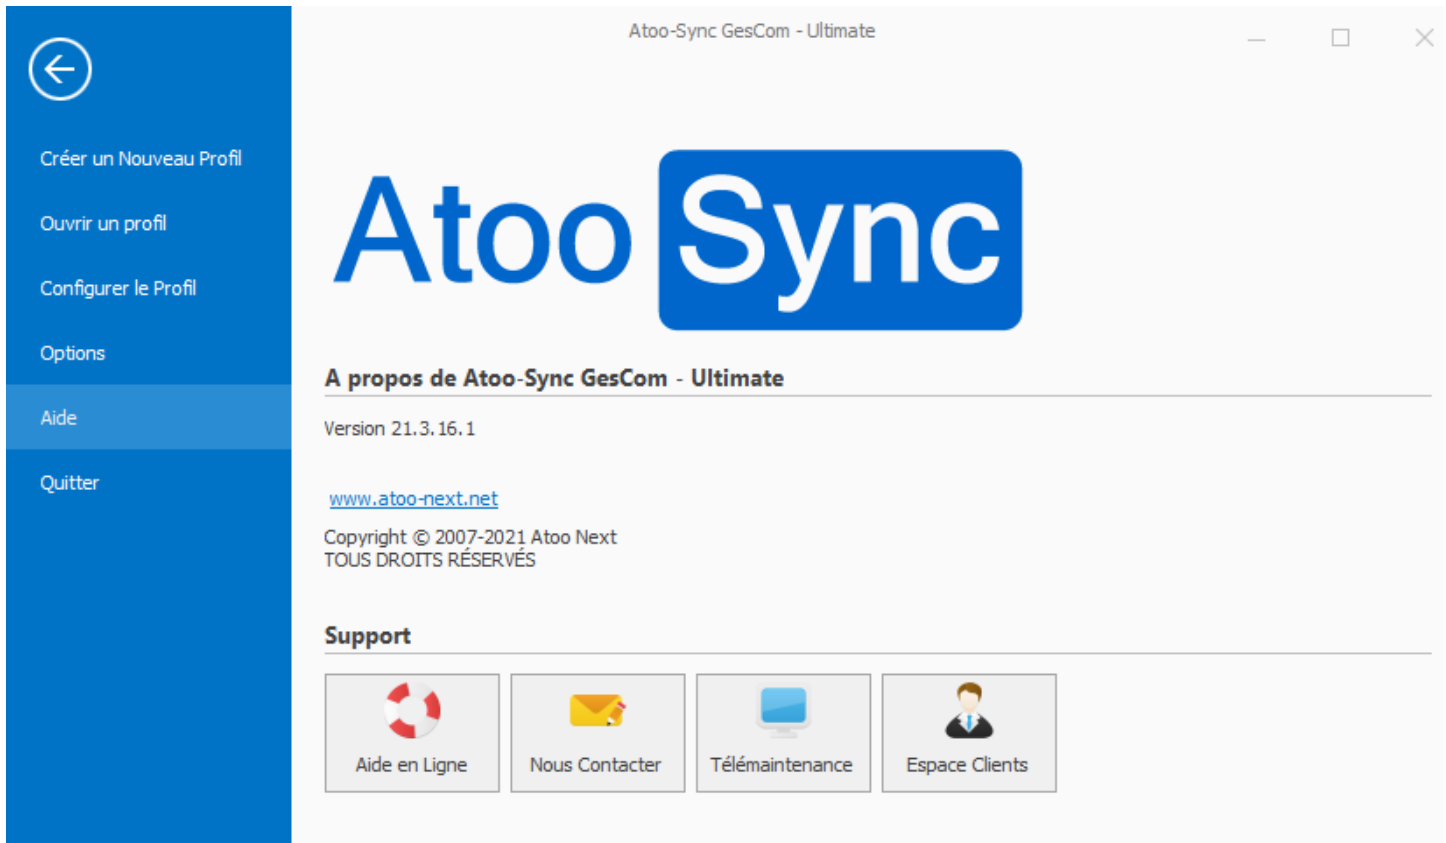 Atoo-Sync GesCom - Ultimate
Créer un Nouveau Profil
Ouvrir un profil
Configurer le Profil
Options
Aide
Quitter
Atoo Sync
A propos de Atoo-Sync GesCom - Ultimate
Version 21.3.16.1
www.atoo-next.net
Copyright © 2007-2021 Atoo Next
TOUS DROITS RÉSERVÉS
Support
Aide en Ligne
Nous Contacter
Télémaintenance
Espace Clients